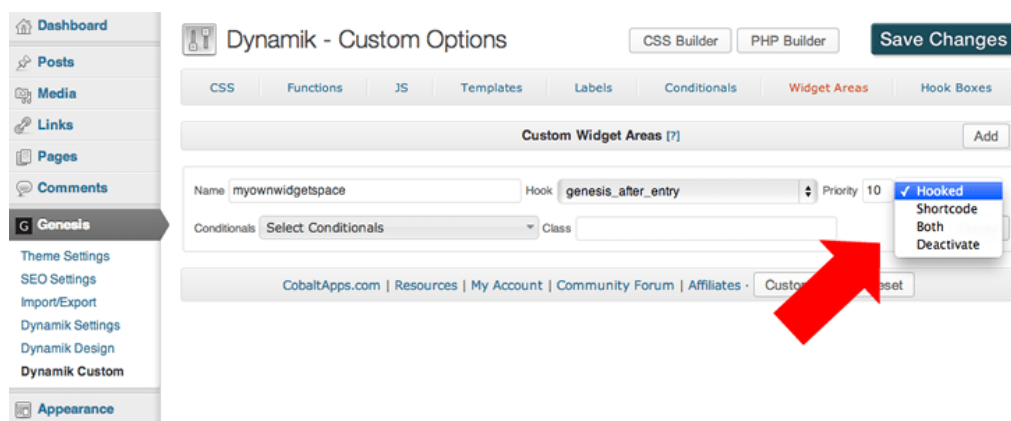 Dashboard
Posts
Media
Links
Pages
Comments
G Genesis
Theme Settings
SEO Settings
Import/Export
Dynamik Settings
Dynamik Design
Dynamik Custom
Appearance
Dynamik - Custom Options
CSS Builder PHP Builder Save Changes
CSS Functions JS Templates Labels Conditionals Widget Areas Hook Boxes
Custom Widget Areas [?] Add
Name myownwidgetspace Hook genesis_after_entry Priority 10 ✓ Hooked
Shortcode
Both
Deactivate
Conditionals Select Conditionals Class
CobaltApps.com | Resources | My Account | Community Forum | Affiliates ·